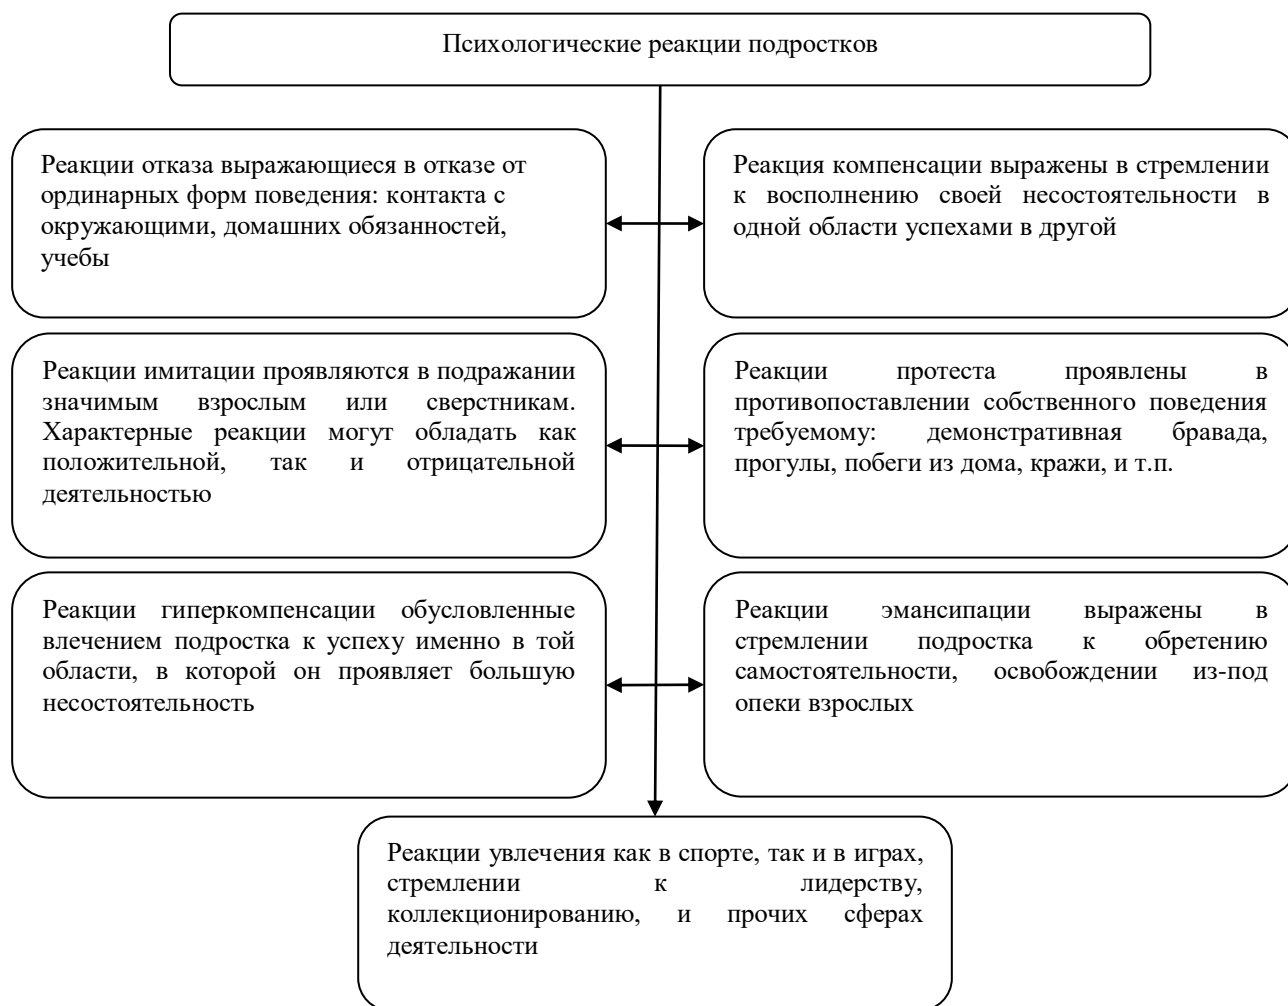 Психологические реакции подростков
Реакции отказа выражающиеся в отказе от
ординарных форм поведения: контакта с
окружающими, домашних обязанностей,
учебы
Реакция компенсации выражены в стремлении
к восполнению своей несостоятельности в
одной области успехами в другой
Реакции имитации проявляются в подражании
значимым взрослым или сверстникам.
Характерные реакции могут обладать как
положительной, так и отрицательной
деятельностью
Реакции протеста проявлены в
противопоставлении собственного поведения
требуемому: демонстративная бравада,
прогулы, побеги из дома, кражи, и т.п.
Реакции гиперкомпенсации обусловленные
влечением подростка к успеху именно в той
области, в которой он проявляет большую
несостоятельность
Реакции эмансипации выражены в
стремлении подростка к обретению
самостоятельности, освобождении из-под
опеки взрослых
Реакции увлечения как в спорте, так и в играх,
стремлении к лидерству,
коллекционированию, и прочих сферах
деятельности